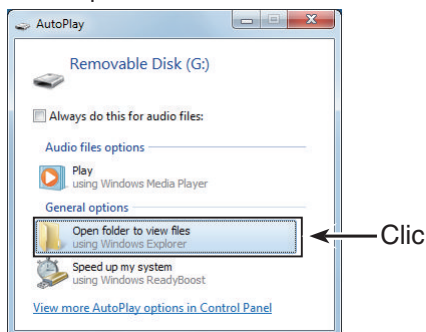 AutoPlay
Removable Disk (G:)
Always do this for audio files:
Audio files options
Play
using Windows Media Player
General options
Open folder to view files
using Windows Explorer
Clic
Speed up my system
using Windows ReadyBoost
View more AutoPlay options in Control Panel